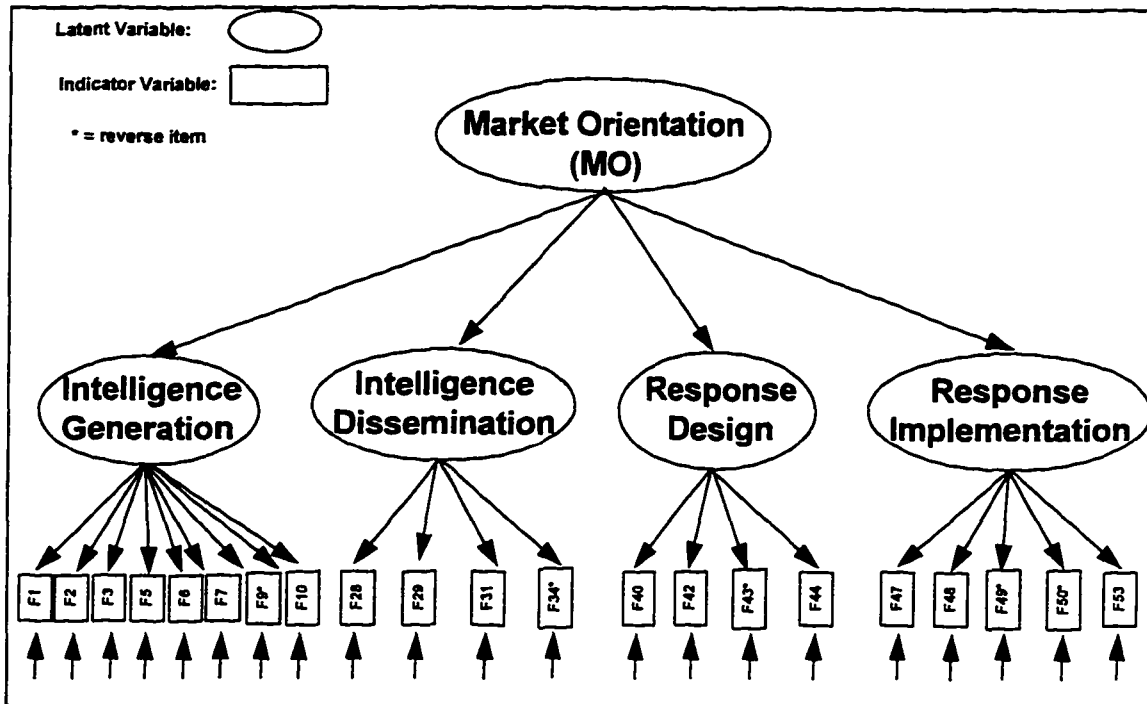 Latent Variable:
Indicator Variable:
* = reverse item
Market Orientation
(MO)
Intelligence
Generation
Intelligence
Dissemination
Response
Design
Response
Implementation
F1
F2
F3
F5
F6
F7
F9*
F10
F28
F29
F31
F34*
F40
F42
F43*
F44
F47
F48
F49*
F50*
F53